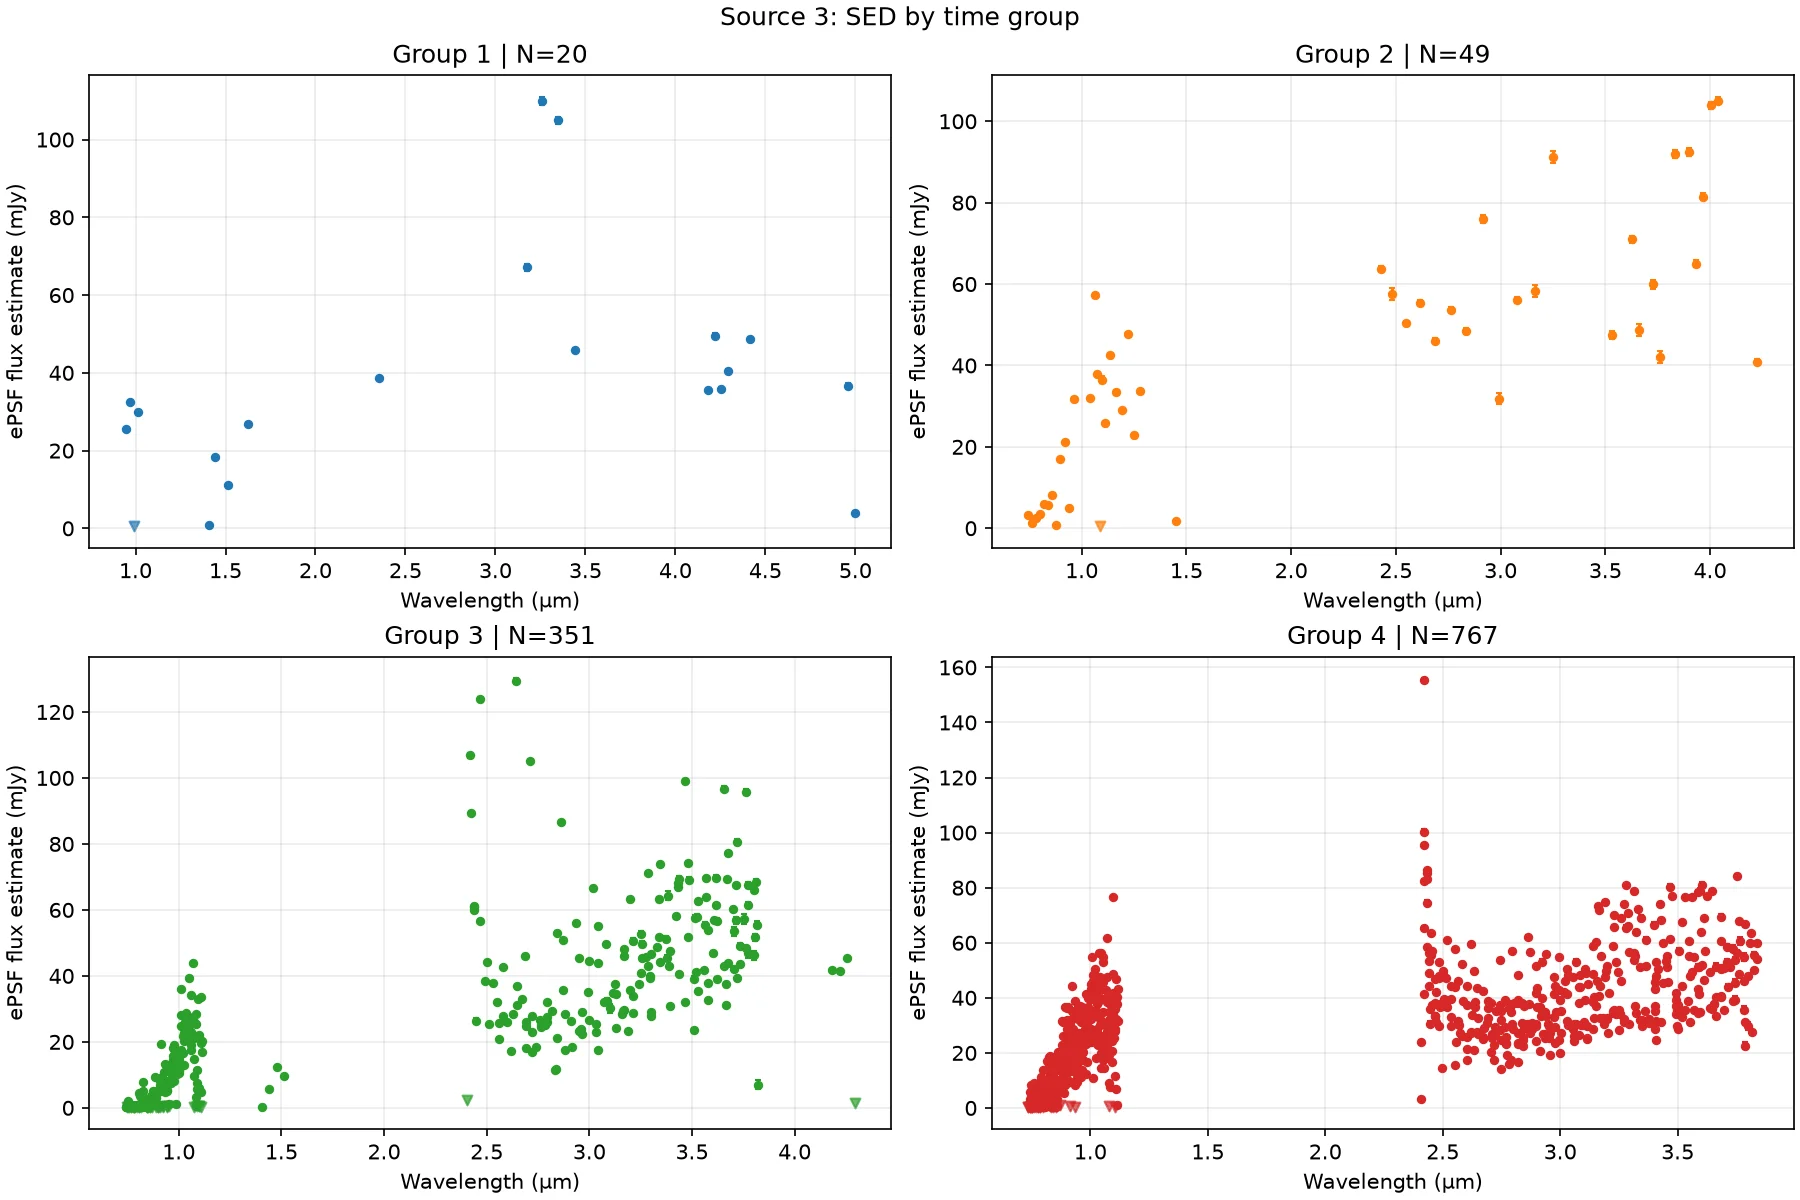 Source 3: SED by time group
Group 1 | N=20
ePSF flux estimate (mJy)
100
80
60
40
20
0
1.0 1.5 2.0 2.5 3.0 3.5 4.0 4.5 5.0
Wavelength (μm)
Group 2 | N=49
ePSF flux estimate (mJy)
100
80
60
40
20
0
1.0 1.5 2.0 2.5 3.0 3.5 4.0
Wavelength (μm)
Group 3 | N=351
ePSF flux estimate (mJy)
120
100
80
60
40
20
0
1.0 1.5 2.0 2.5 3.0 3.5 4.0
Wavelength (μm)
Group 4 | N=767
ePSF flux estimate (mJy)
160
140
120
100
80
60
40
20
0
1.0 1.5 2.0 2.5 3.0 3.5
Wavelength (μm)